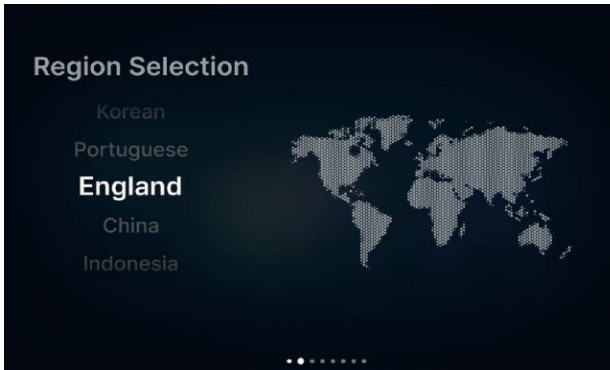 Region Selection
Korean
Portuguese
England
China
Indonesia